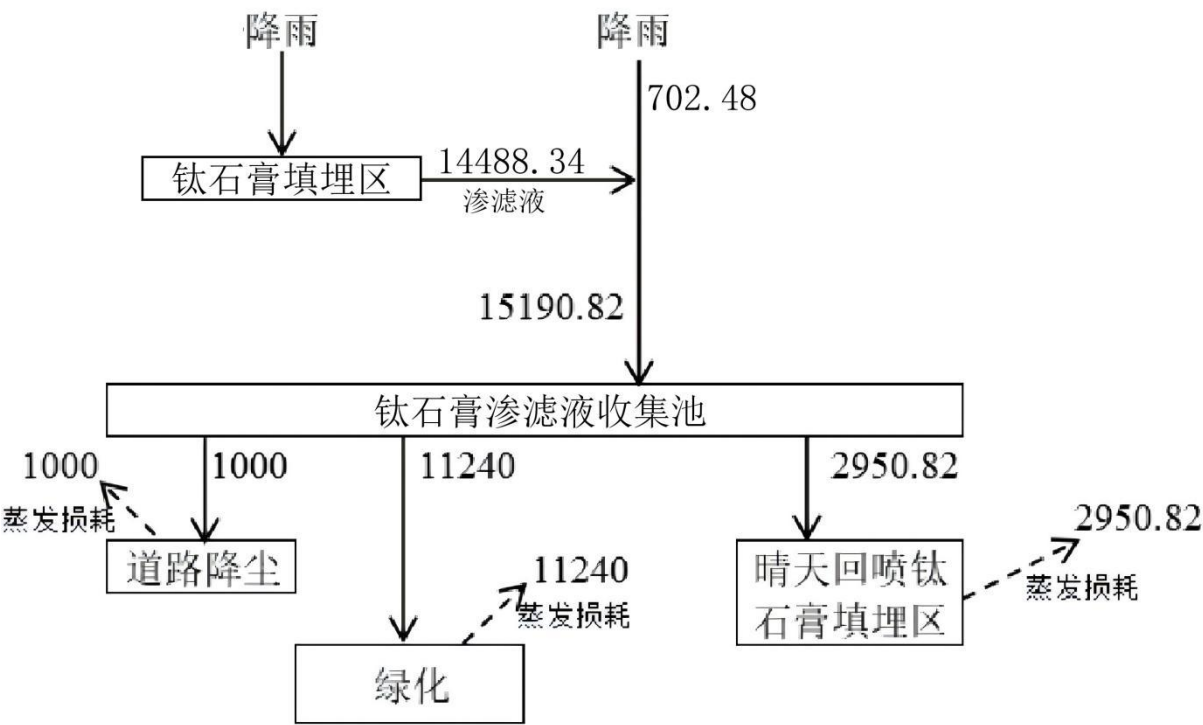 降雨
降雨
702.48
钛石膏填埋区
14488.34
渗滤液
15190.82
钛石膏渗滤液收集池
1000
1000
11240
2950.82
蒸发损耗
2950.82
道路降尘
11240
晴天回喷钛
石膏填埋区
蒸发损耗
蒸发损耗
绿化